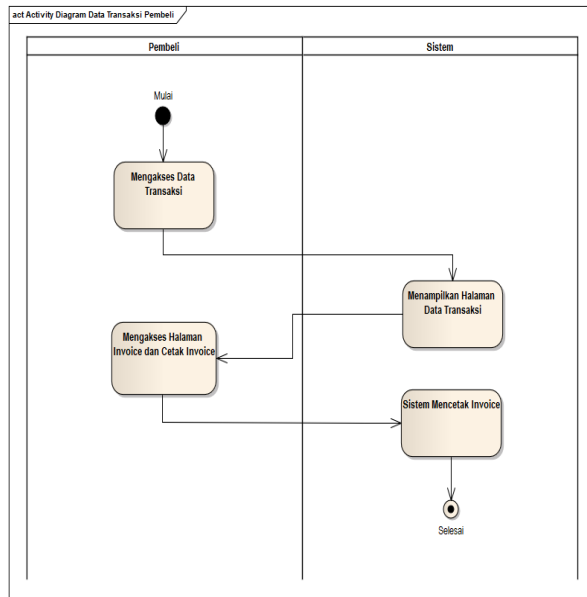 act Activity Diagram Data Transaksi Pembeli
Pembeli
Sistem
Mulai
Mengakses Data
Transaksi
Menampilkan Halaman
Data Transaksi
Mengakses Halaman
Invoice dan Cetak Invoice
Sistem Mencetak Invoice
Selesai